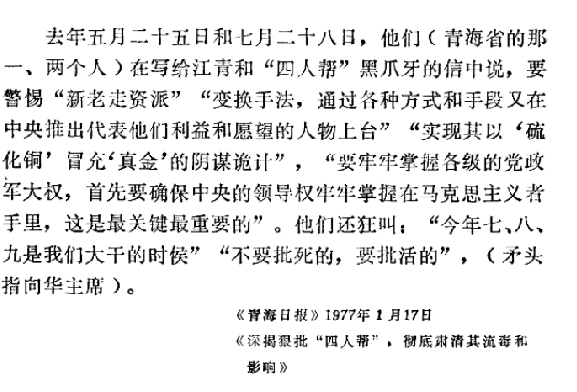 去年五月二十五日和七月二十八日，他们（青海省的那
一、两个人）在写给江青和“四人帮”黑爪牙的信中说，要
警惕“新老走资派”“变换手法，通过各种方式和手段又在
中央推出代表他们利益和愿望的人物上台”“实现其以‘硫
化铜’冒充‘真金’的阴谋诡计”，“要牢牢掌握各级的党政
军大权，首先要确保中央的领导权牢牢掌握在马克思主义者
手里，这是最关键最重要的”。他们还狂叫：“今年七、八、
九是我们大干的时侯”“不要批死的，要批活的”，（矛头
指向华主席）。
《青海日报》1977年1月17日
《深揭狠批“四人帮”，彻底肃清其流毒和
影响》